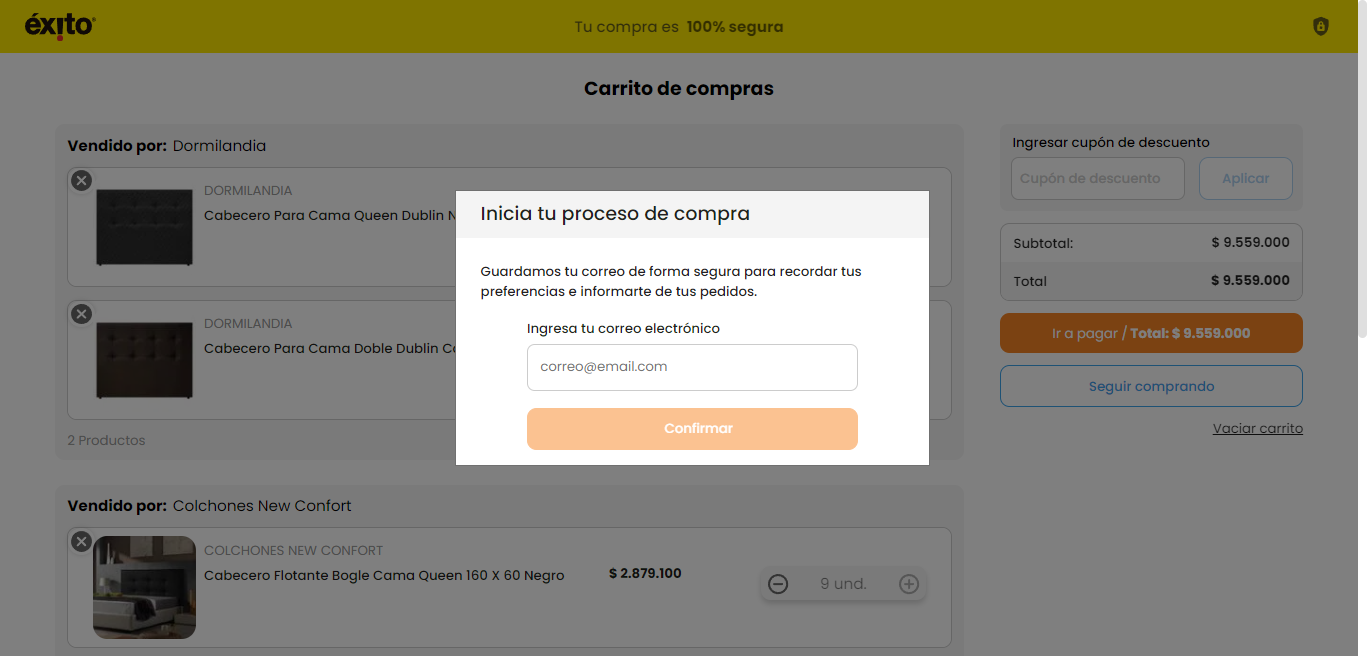 éxito
Tu compra es 100% segura
Carrito de compras
Vendido por: Dormilandia
DORMILANDIA
Cabecero Para Cama Queen Dublin
DORMILANDIA
Cabecero Para Cama Doble Dublin
2 Productos
Vendido por: Colchones New Confort
COLCHONES NEW CONFORT
Cabecero Flotante Bogle Cama Queen 160 X 60 Negro
$ 2.879.100
9 und.
Inicia tu proceso de compra
Guardamos tu correo de forma segura para recordar tus
preferencias e informarte de tus pedidos.
Ingresa tu correo electrónico
correo@email.com
Confirmar
Ingresar cupón de descuento
Cupón de descuento
Aplicar
Subtotal: $ 9.559.000
Total $ 9.559.000
Ir a pagar / Total: $ 9.559.000
Seguir comprando
Vaciar carrito